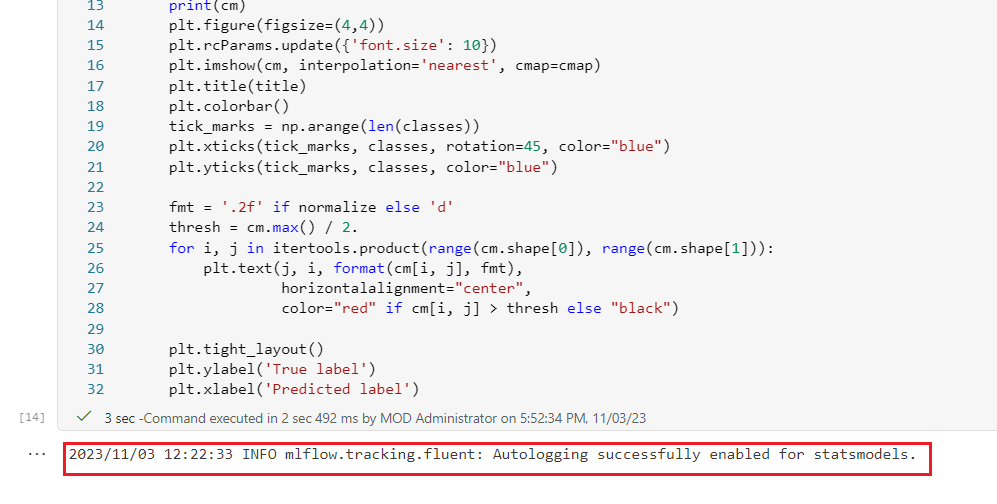 13 print(cm)
14 plt.figure(figsize=(4,4))
15 plt.rcParams.update({'font.size': 10})
16 plt.imshow(cm, interpolation='nearest', cmap=cmap)
17 plt.title(title)
18 plt.colorbar()
19 tick_marks = np.arange(len(classes))
20 plt.xticks(tick_marks, classes, rotation=45, color="blue")
21 plt.yticks(tick_marks, classes, color="blue")
22
23 fmt = '.2f' if normalize else 'd'
24 thresh = cm.max() / 2.
25 for i, j in itertools.product(range(cm.shape[0]), range(cm.shape[1])):
26 plt.text(j, i, format(cm[i, j], fmt),
27 horizontalalignment="center",
28 color="red" if cm[i, j] > thresh else "black")
29
30 plt.tight_layout()
31 plt.ylabel('True label')
32 plt.xlabel('Predicted label')
[14] 3 sec -Command executed in 2 sec 492 ms by MOD Administrator on 5:52:34 PM, 11/03/23
... 2023/11/03 12:22:33 INFO mlflow.tracking.fluent: Autologging successfully enabled for statsmodels.